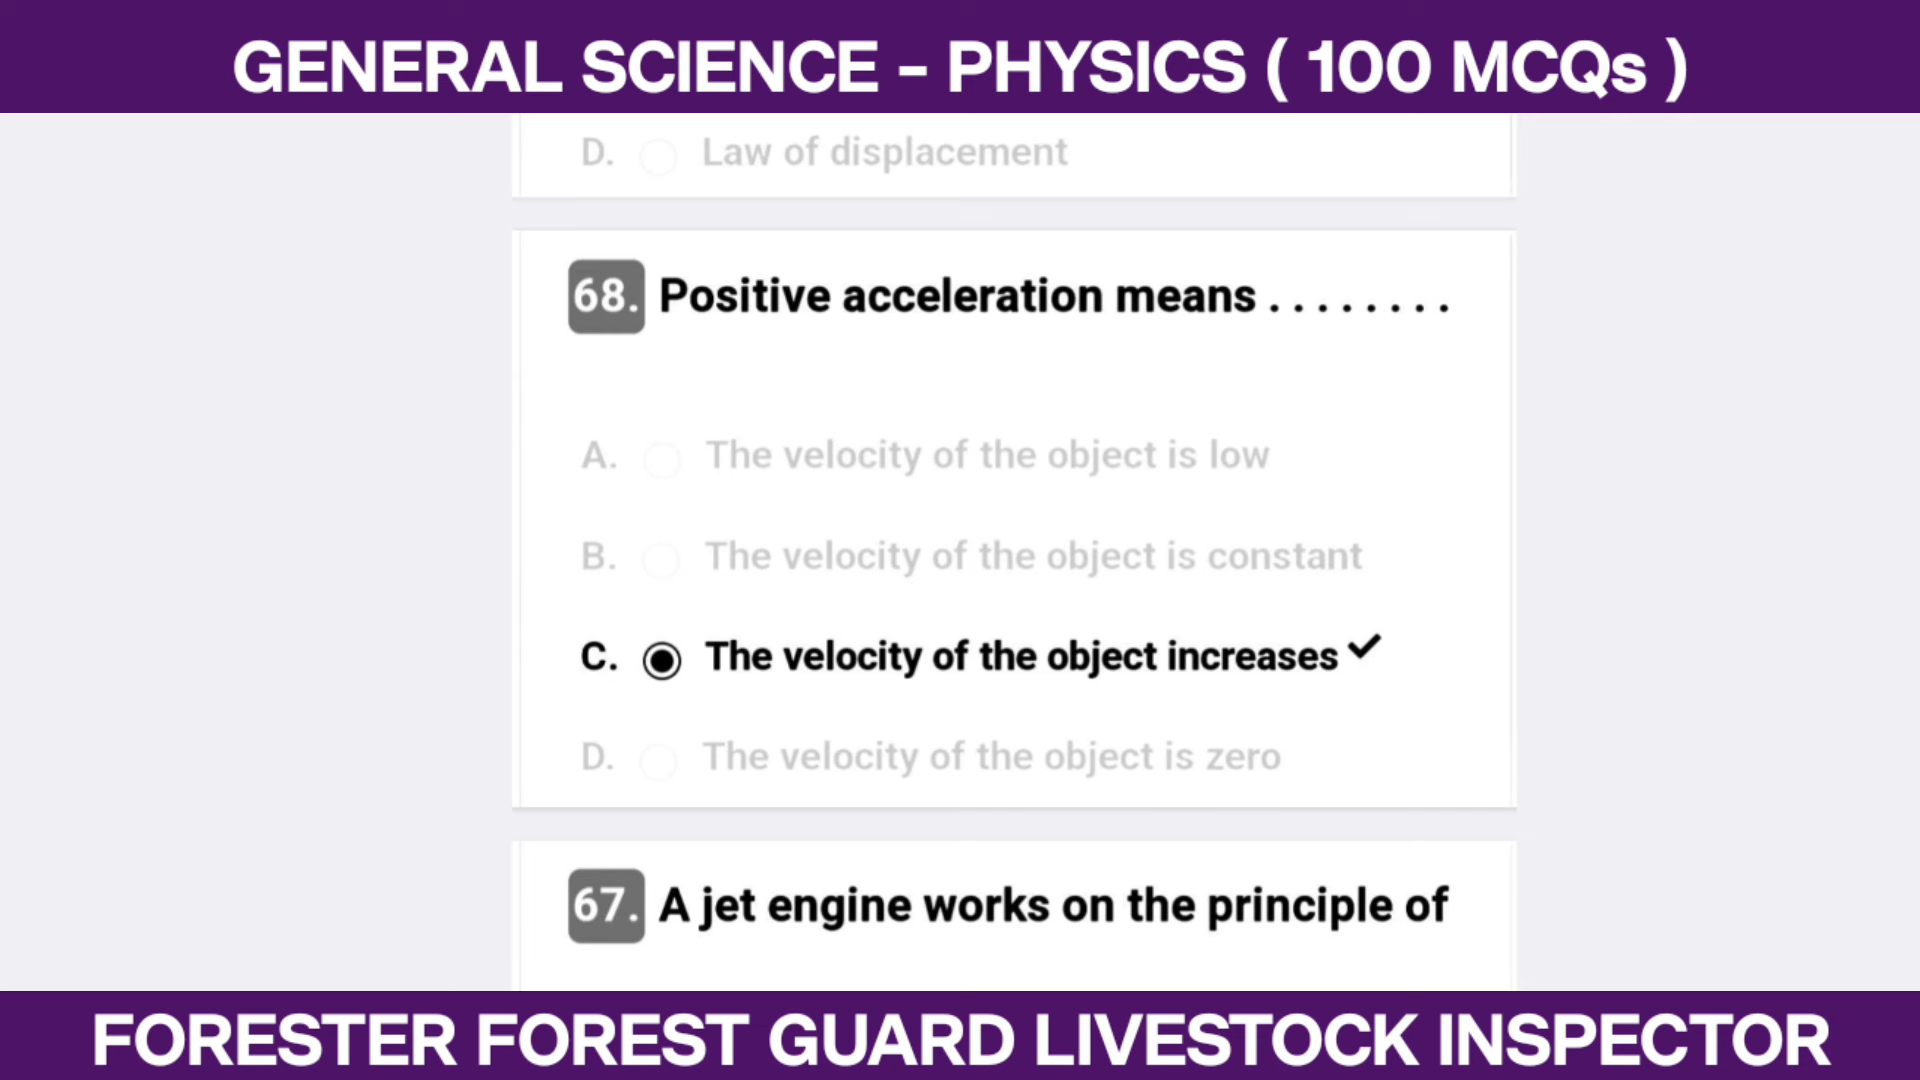 GENERAL SCIENCE - PHYSICS ( 100 MCQs )
D. Law of displacement
68. Positive acceleration means ........
A. The velocity of the object is low
B. The velocity of the object is constant
C. The velocity of the object increases ✓
D. The velocity of the object is zero
67. A jet engine works on the principle of
FORESTER FOREST GUARD LIVESTOCK INSPECTOR